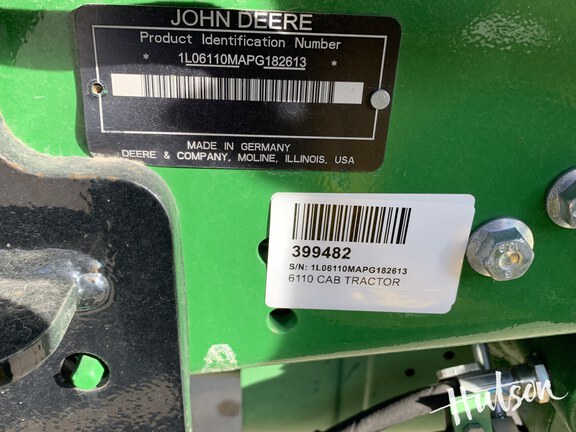 JOHN DEERE
Product Identification Number
* 1L06110MAPG182613 *
MADE IN GERMANY
DEERE & COMPANY, MOLINE, ILLINOIS, USA
399482
S/N: 1L06110MAPG182613
6110 CAB TRACTOR
Hutson